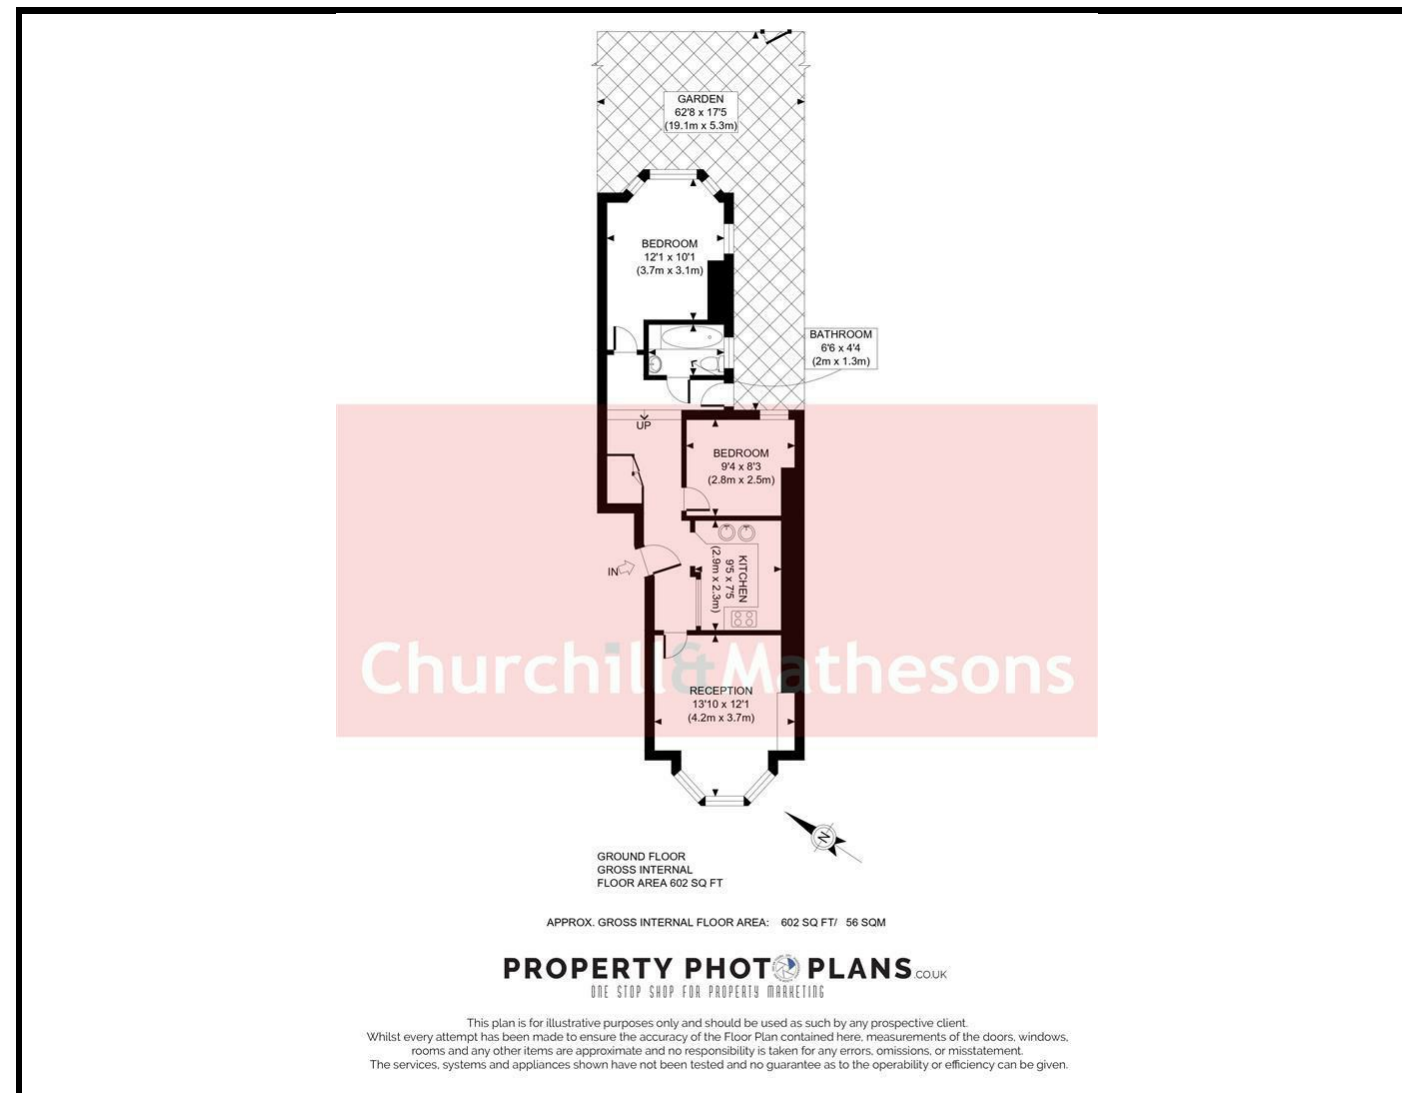 GARDEN
62'8 x 17'5
(19.1m x 5.3m)
BEDROOM
12'1 x 10'1
(3.7m x 3.1m)
BATHROOM
6'6 x 4'4
(2m x 1.3m)
UP
BEDROOM
9'4 x 8'3
(2.8m x 2.5m)
IN
KITCHEN
9'5 x 7'5
(2.9m x 2.3m)
Churchill&Mathesons
RECEPTION
13'10 x 12'1
(4.2m x 3.7m)
N
GROUND FLOOR
GROSS INTERNAL
FLOOR AREA 602 SQ FT
APPROX. GROSS INTERNAL FLOOR AREA: 602 SQ FT/ 56 SQM
PROPERTY PHOTO PLANS.CO.UK
ONE STOP SHOP FOR PROPERTY MARKETING
This plan is for illustrative purposes only and should be used as such by any prospective client.
Whilst every attempt has been made to ensure the accuracy of the Floor Plan contained here, measurements of the doors, windows,
rooms and any other items are approximate and no responsibility is taken for any errors, omissions, or misstatement.
The services, systems and appliances shown have not been tested and no guarantee as to the operability or efficiency can be given.